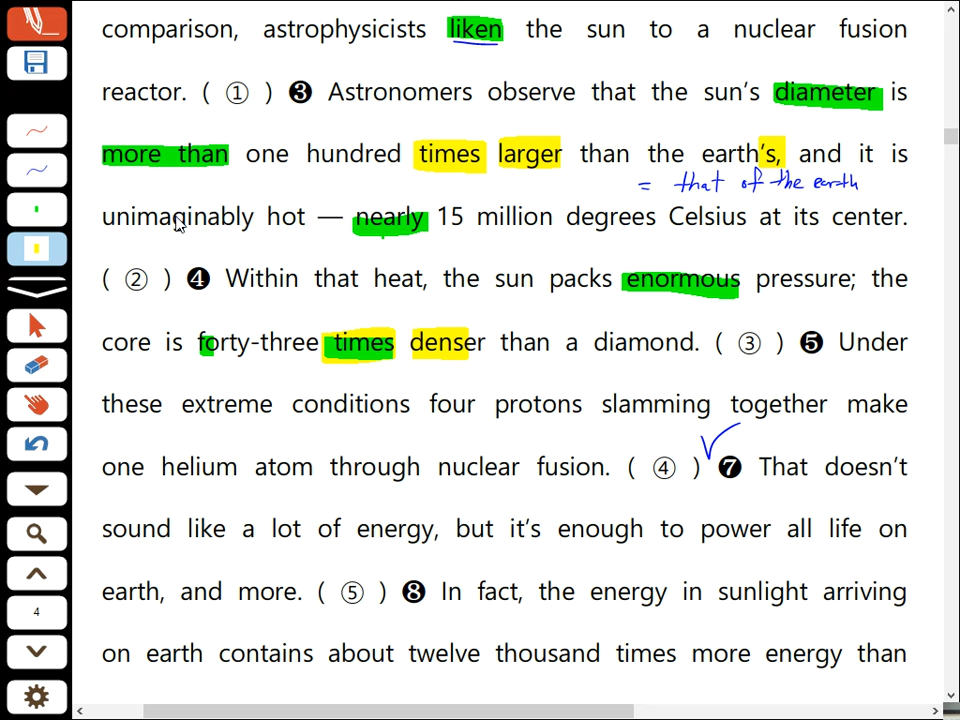 comparison, astrophysicists liken the sun to a nuclear fusion
reactor. ( ① ) ❸ Astronomers observe that the sun’s diameter is
more than one hundred times larger than the earth’s, and it is
= that of the earth
unimaginably hot — nearly 15 million degrees Celsius at its center.
( ② ) ❹ Within that heat, the sun packs enormous pressure; the
core is forty-three times denser than a diamond. ( ③ ) ❺ Under
these extreme conditions four protons slamming together make
one helium atom through nuclear fusion. ( ④ ) ❼ That doesn’t
sound like a lot of energy, but it’s enough to power all life on
earth, and more. ( ⑤ ) ❽ In fact, the energy in sunlight arriving
4
on earth contains about twelve thousand times more energy than